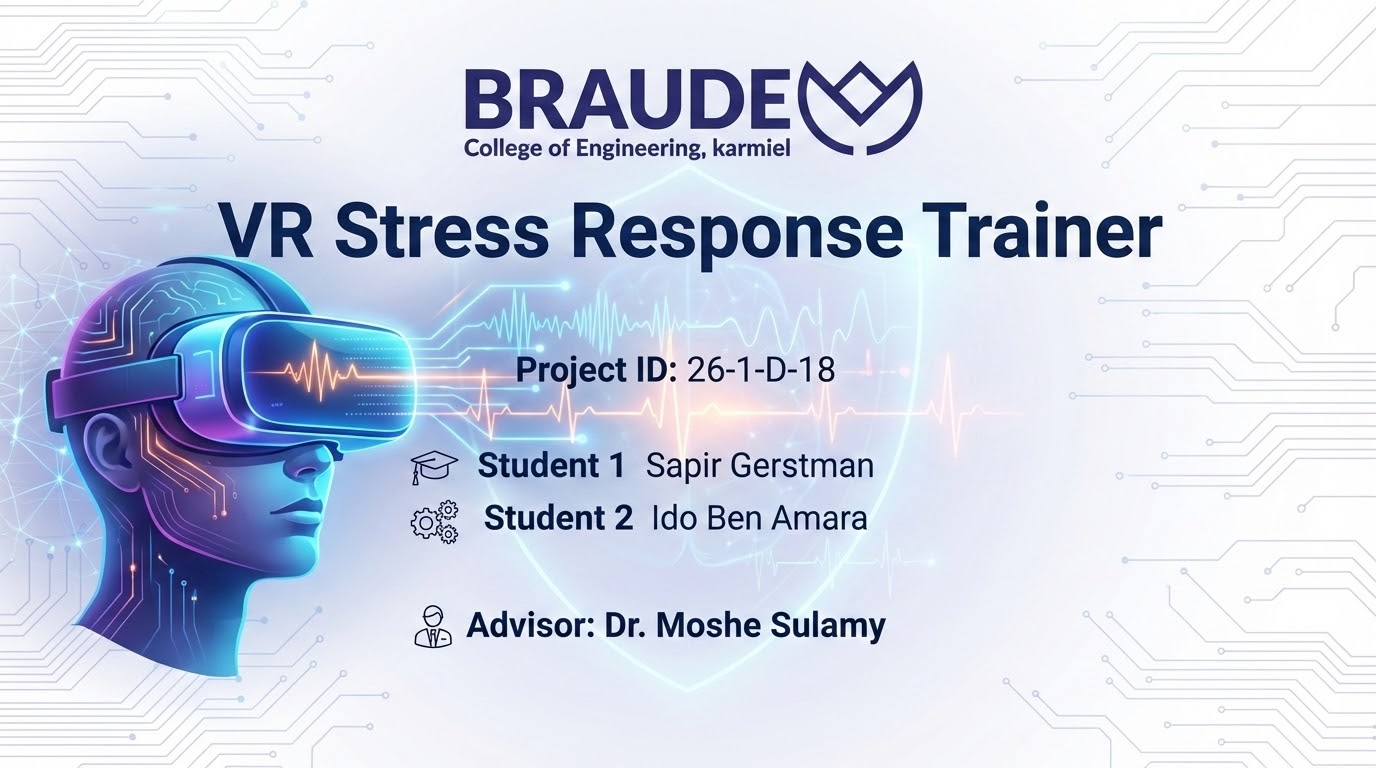 BRAUDE
College of Engineering, karmiel
VR Stress Response Trainer
Project ID: 26-1-D-18
Student 1 Sapir Gerstman
Student 2 Ido Ben Amara
Advisor: Dr. Moshe Sulamy